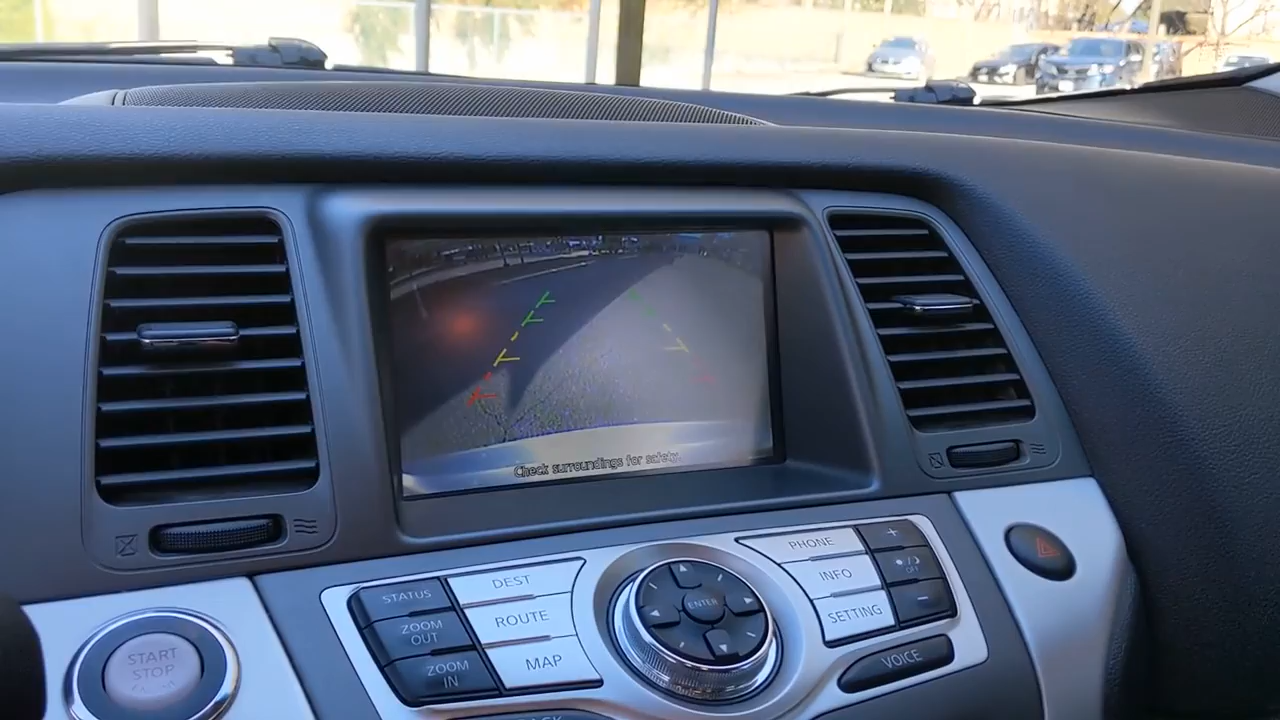 Check surroundings for safety.
STATUS
DEST
ZOOM
OUT
ROUTE
ZOOM
IN
MAP
ENTER
PHONE
INFO
SETTING
+
OFF
−
VOICE
START
STOP